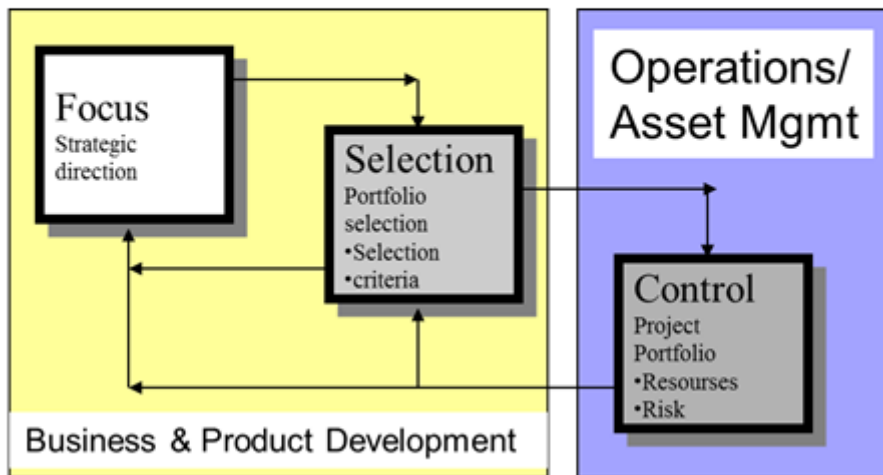 Focus
Strategic
direction
Selection
Portfolio
selection
•Selection
•criteria
Operations/
Asset Mgmt
Control
Project
Portfolio
•Resourses
•Risk
Business & Product Development